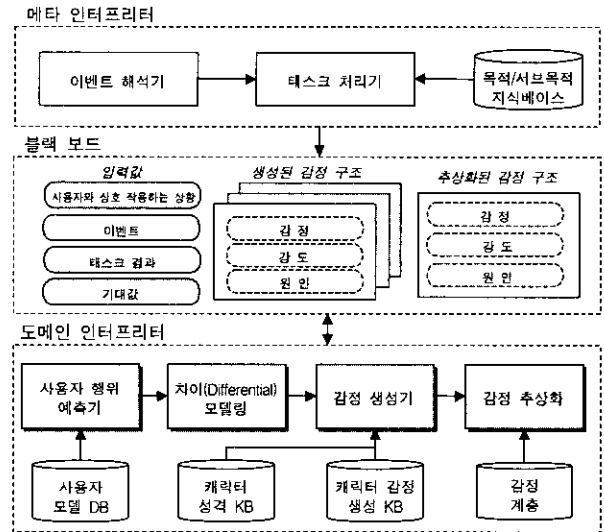 메타 인터프리터
이벤트 해석기
태스크 처리기
목적/서브목적
지식베이스
블랙 보드
입력값
사용자와 상호 작용하는 상황
이벤트
태스크 결과
기대값
생성된 감정 구조
감 정
강 도
원 인
추상화된 감정 구조
감 정
강 도
원 인
도메인 인터프리터
사용자 행위
예측기
차이(Differential)
모델링
감정 생성기
감정 추상화
사용자
모델 DB
캐릭터
성격 KB
캐릭터 감정
생성 KB
감정
계층